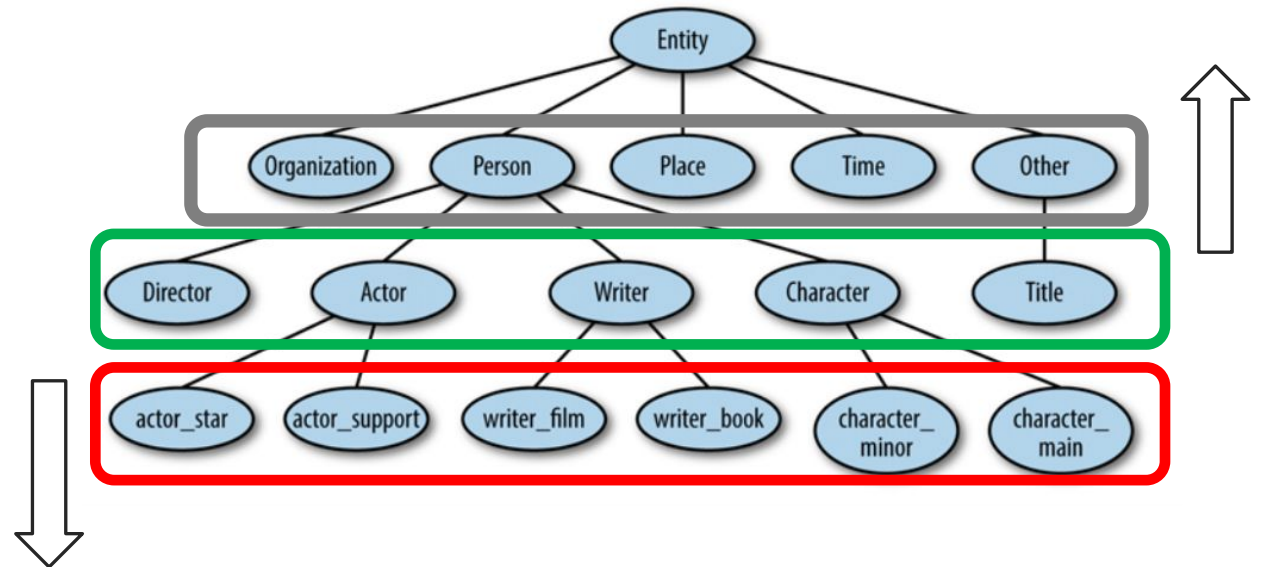 Entity
Organization
Person
Place
Time
Other
Director
Actor
Writer
Character
Title
actor_star
actor_support
writer_film
writer_book
character_
minor
character_
main